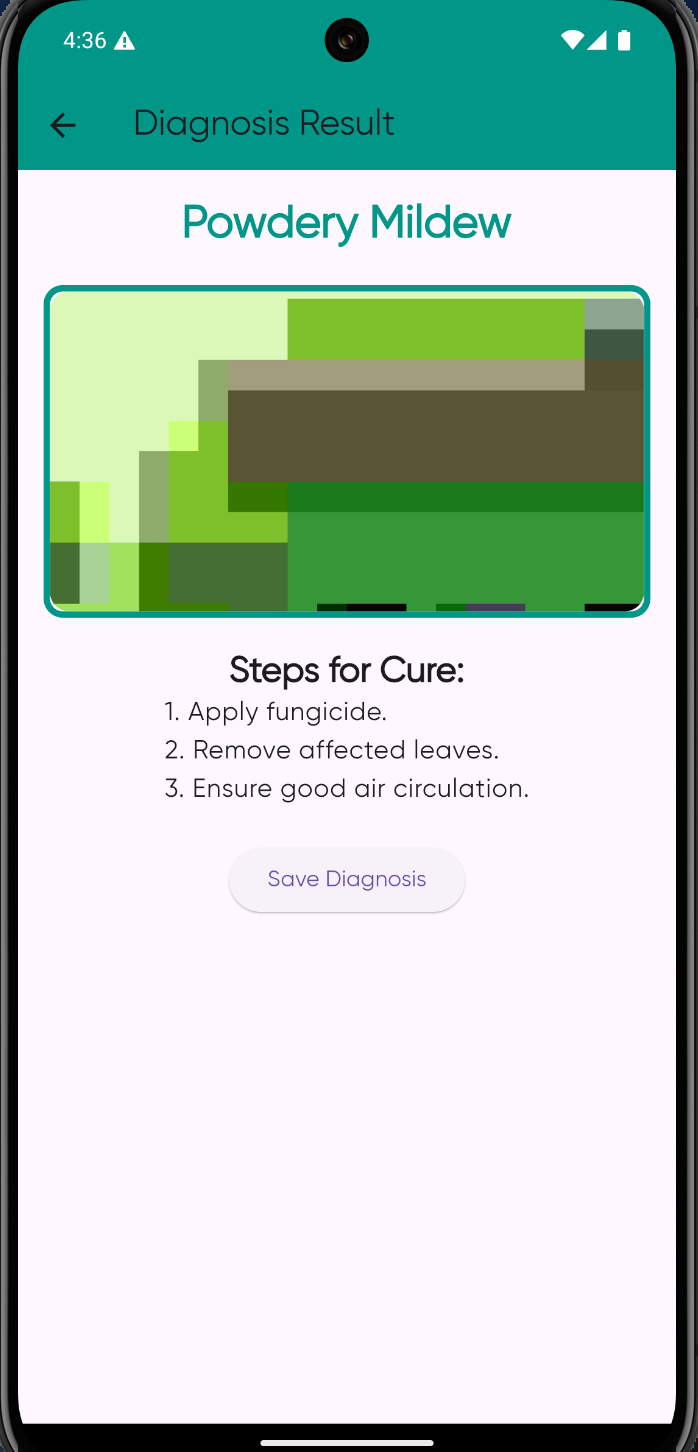 4:36
Diagnosis Result
Powdery Mildew
Steps for Cure:
1. Apply fungicide.
2. Remove affected leaves.
3. Ensure good air circulation.
Save Diagnosis